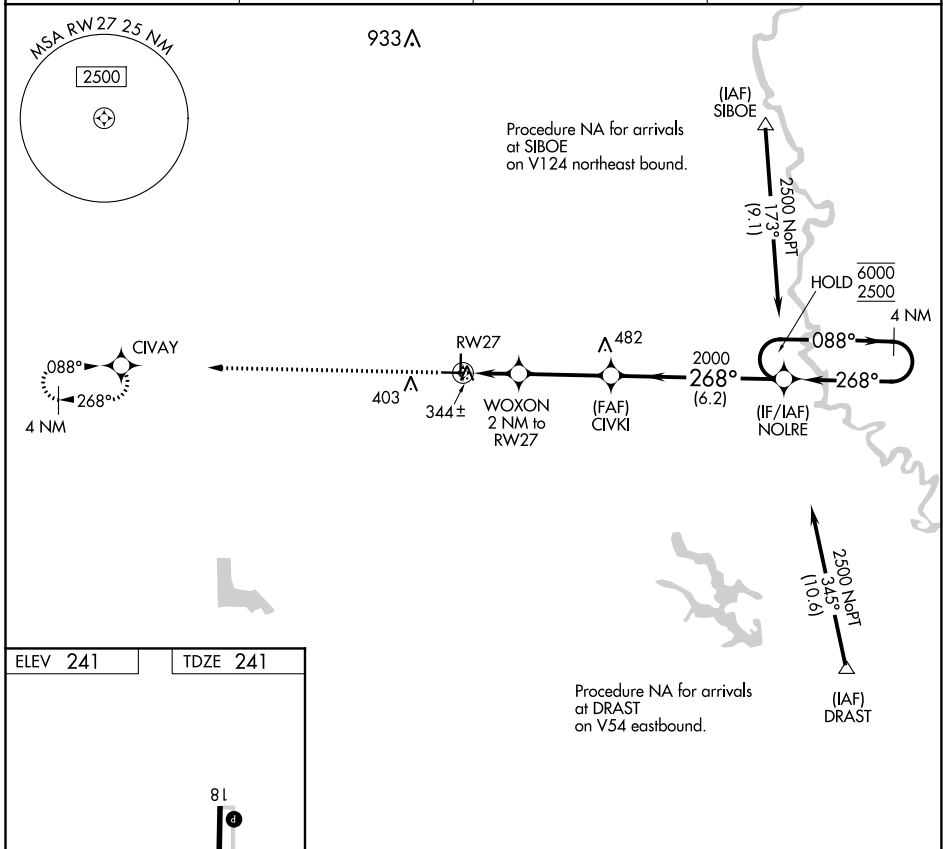 MSA RW27 25 NM
2500
933
(IAF)
SIBOE
Procedure NA for arrivals
at SIBOE
on V124 northeast bound.
2500 NoPT
173°
(9.1)
HOLD 6000
2500
4 NM
088°
268°
CIVAY
088°
268°
4 NM
RW27
403
344±
WOXON
2 NM to
RW27
482
(FAF)
CIVKI
2000
268°
(6.2)
(IF/IAF)
NOLRE
2500 NoPT
345°
(10.6)
(IAF)
DRAST
Procedure NA for arrivals
at DRAST
on V54 eastbound.
ELEV 241
TDZE 241
18
P